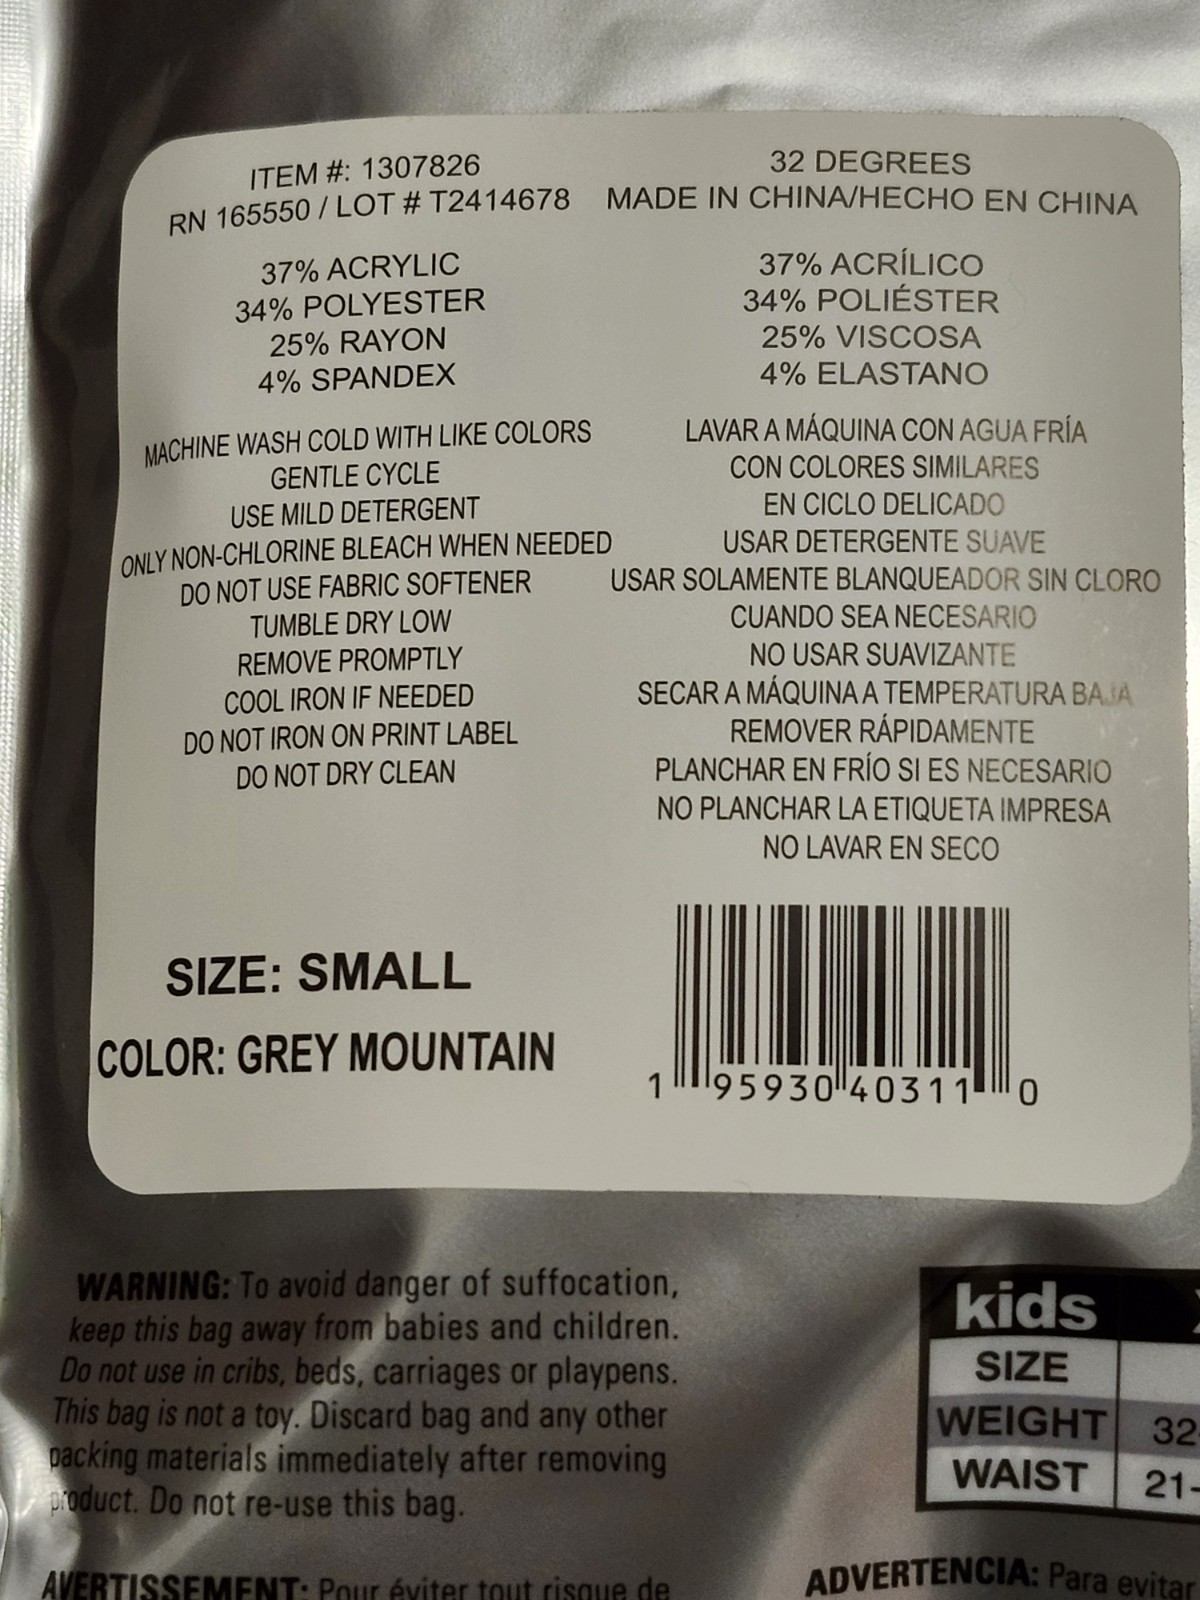 ITEM #: 1307826
RN 165550 / LOT # T2414678
37% ACRYLIC
34% POLYESTER
25% RAYON
4% SPANDEX
MACHINE WASH COLD WITH LIKE COLORS
GENTLE CYCLE
USE MILD DETERGENT
ONLY NON-CHLORINE BLEACH WHEN NEEDED
DO NOT USE FABRIC SOFTENER
TUMBLE DRY LOW
REMOVE PROMPTLY
COOL IRON IF NEEDED
DO NOT IRON ON PRINT LABEL
DO NOT DRY CLEAN
32 DEGREES
MADE IN CHINA/HECHO EN CHINA
37% ACRÍLICO
34% POLIÉSTER
25% VISCOSA
4% ELASTANO
LAVAR A MÁQUINA CON AGUA FRÍA
CON COLORES SIMILARES
EN CICLO DELICADO
USAR DETERGENTE SUAVE
USAR SOLAMENTE BLANQUEADOR SIN CLORO
CUANDO SEA NECESARIO
NO USAR SUAVIZANTE
SECAR A MÁQUINA A TEMPERATURA BAJA
REMOVER RÁPIDAMENTE
PLANCHAR EN FRÍO SI ES NECESARIO
NO PLANCHAR LA ETIQUETA IMPRESA
NO LAVAR EN SECO
SIZE: SMALL
COLOR: GREY MOUNTAIN
1 95930 40311 0
WARNING: To avoid danger of suffocation,
keep this bag away from babies and children.
Do not use in cribs, beds, carriages or playpens.
This bag is not a toy. Discard bag and any other
packing materials immediately after removing
product. Do not re-use this bag.
kids
SIZE
WEIGHT 32-
WAIST 21-
AVERTISSEMENT: Pour éviter tout risque de
ADVERTENCIA: Para evitar